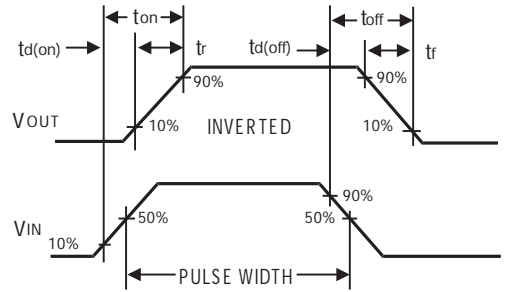 ton toff
td(on) tr td(off) tf
90% 90%
VOUT 10% INVERTED 10%
90%
VIN 10% 50% 50%
PULSE WIDTH